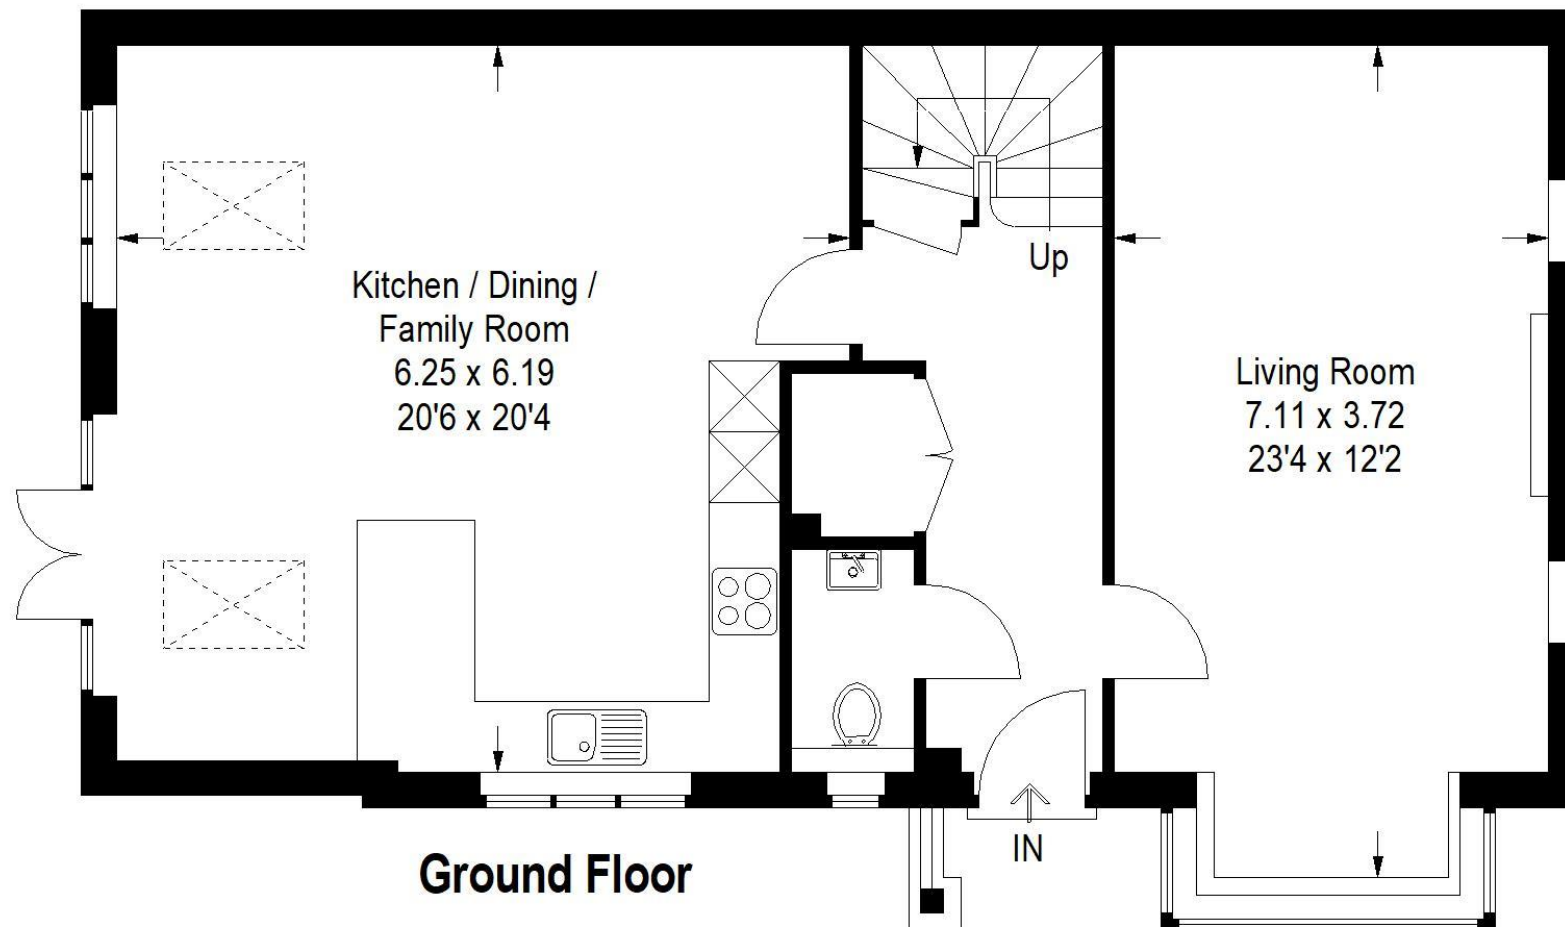 Up
Kitchen / Dining /
Family Room
6.25 x 6.19
20'6 x 20'4
Living Room
7.11 x 3.72
23'4 x 12'2
IN
Ground Floor